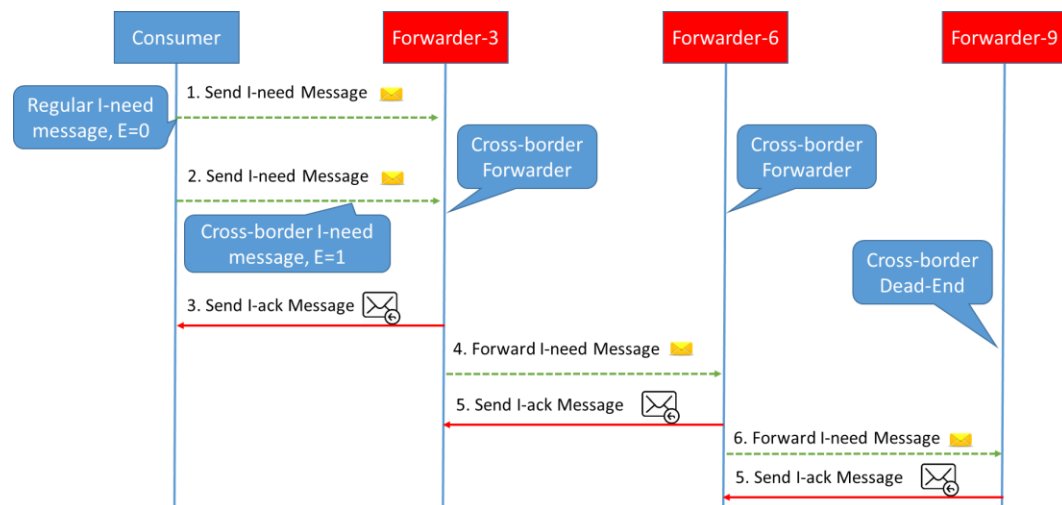 Consumer
Forwarder-3
Forwarder-6
Forwarder-9
1. Send I-need Message
Regular I-need
message, E=0
Cross-border
Forwarder
Cross-border
Forwarder
2. Send I-need Message
Cross-border I-need
message, E=1
Cross-border
Dead-End
3. Send I-ack Message
4. Forward I-need Message
5. Send I-ack Message
6. Forward I-need Message
5. Send I-ack Message